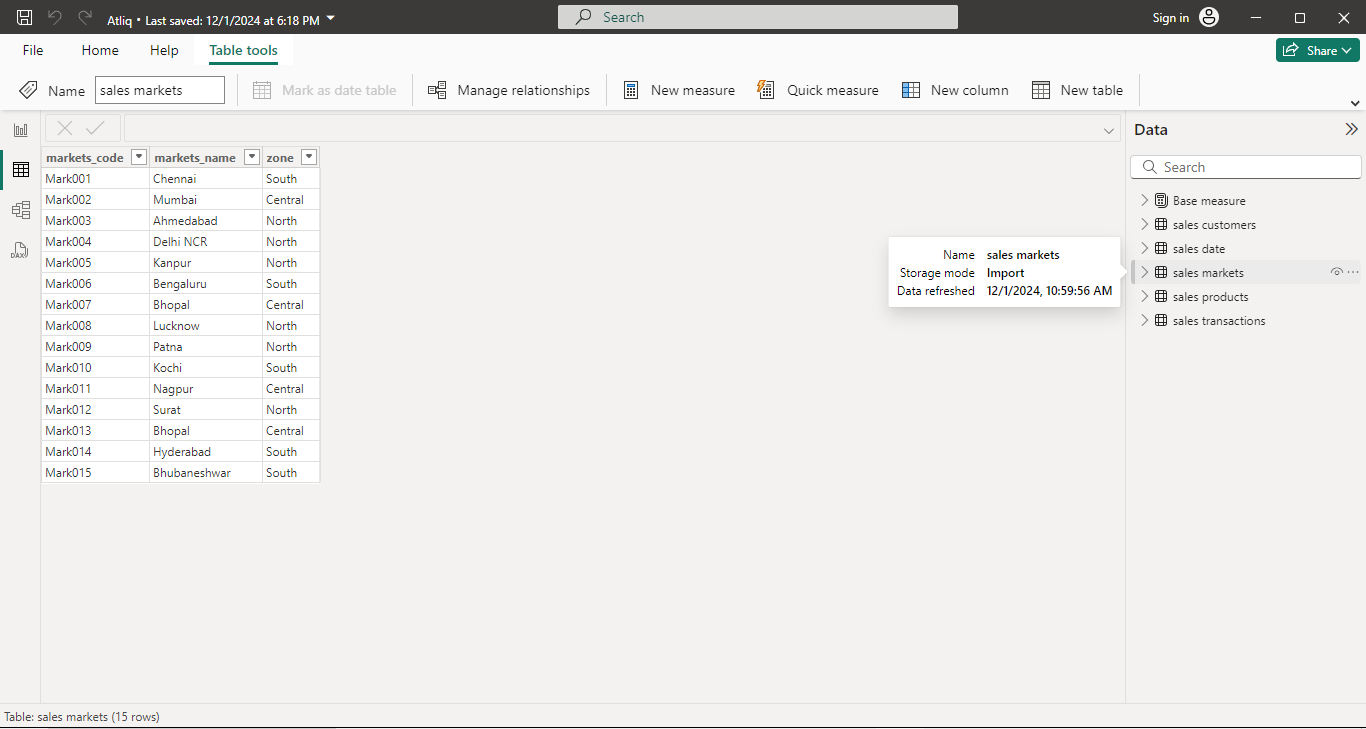 Atliq • Last saved: 12/1/2024 at 6:18 PM
Search
Sign in
File Home Help Table tools
Share
Name sales markets
Mark as date table
Manage relationships
New measure
Quick measure
New column
New table
DAX
markets_code markets_name zone
Mark001 Chennai South
Mark002 Mumbai Central
Mark003 Ahmedabad North
Mark004 Delhi NCR North
Mark005 Kanpur North
Mark006 Bengaluru South
Mark007 Bhopal Central
Mark008 Lucknow North
Mark009 Patna North
Mark010 Kochi South
Mark011 Nagpur Central
Mark012 Surat North
Mark013 Bhopal Central
Mark014 Hyderabad South
Mark015 Bhubaneshwar South
Name sales markets
Storage mode Import
Data refreshed 12/1/2024, 10:59:56 AM
Data
Search
Base measure
sales customers
sales date
sales markets
sales products
sales transactions
Table: sales markets (15 rows)